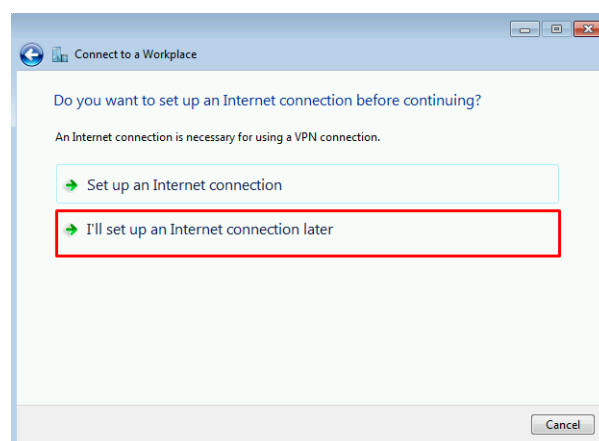 Connect to a Workplace
Do you want to set up an Internet connection before continuing?
An Internet connection is necessary for using a VPN connection.
Set up an Internet connection
I'll set up an Internet connection later
Cancel